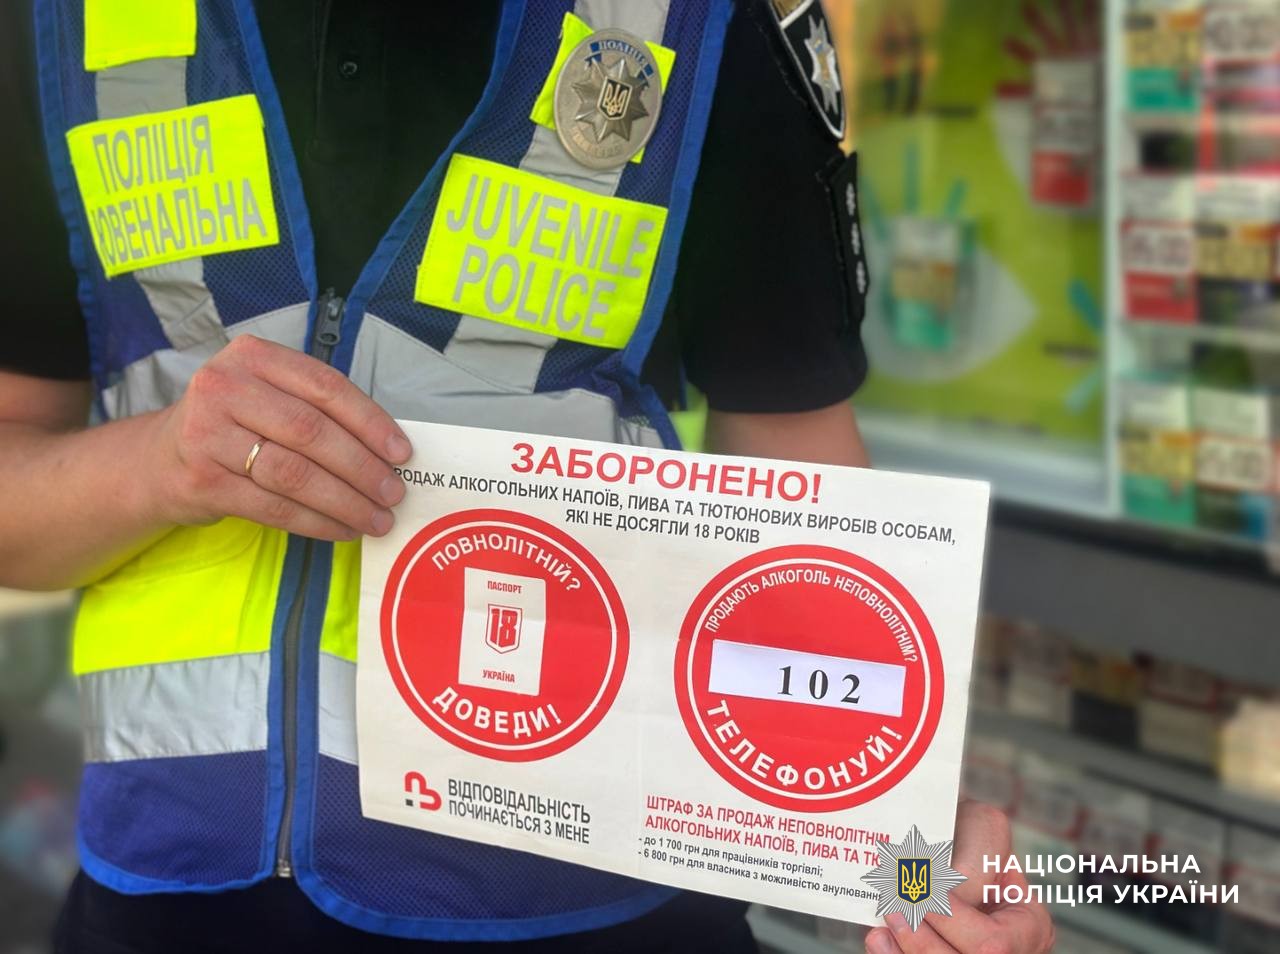 ПОЛІЦІЯ
ЮВЕНАЛЬНА
ПОЛІЦІЯ
JUVENILE
POLICE
ЗАБОРОНЕНО!
АЛКОГОЛЬНИХ НАПОЇВ, ПИВА ТА ТЮТЮНОВИХ ВИРОБІВ ОСОБАМ,
ЯКІ НЕ ДОСЯГЛИ 18 РОКІВ
ПОВНОЛІТНІЙ?
ПАСПОРТ
18
УКРАЇНА
ДОВЕДИ!
ПРОДАЮТЬ АЛКОГОЛЬ НЕПОВНОЛІТНІМ?
102
ТЕЛЕФОНУЙ!
ВІДПОВІДАЛЬНІСТЬ
ПОЧИНАЄТЬСЯ З МЕНЕ
ШТРАФ ЗА ПРОДАЖ НЕПОВНОЛІТНІМ
АЛКОГОЛЬНИХ НАПОЇВ, ПИВА ТА
- до 1 700 грн для працівників торгівлі;
- 6 800 грн для власника з можливістю анулювання
НАЦІОНАЛЬНА
ПОЛІЦІЯ УКРАЇНИ